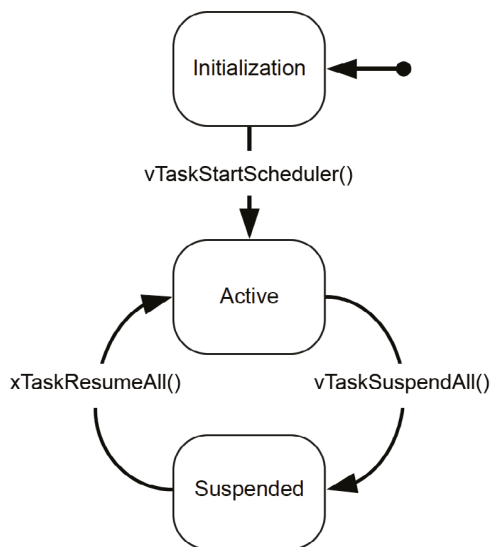 Initialization
vTaskStartScheduler()
Active
xTaskResumeAll()
vTaskSuspendAll()
Suspended